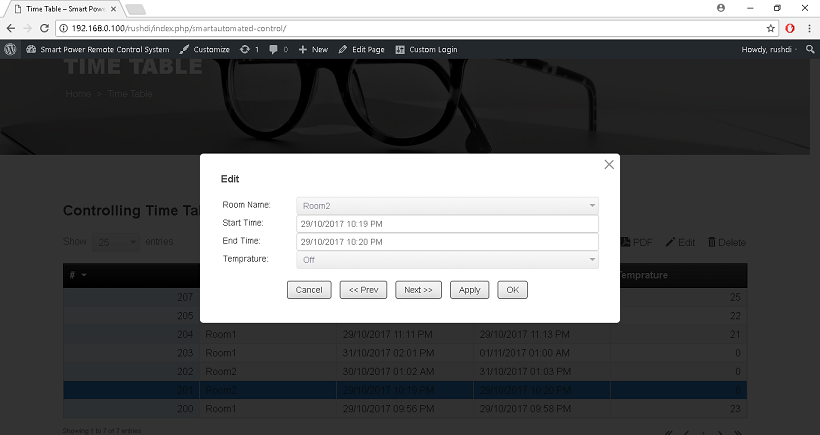 Time Table – Smart Powe
192.168.0.100/rushdi/index.php/smartautomated-control/
Smart Power Remote Control System Customize 1 0 New Edit Page Custom Login Howdy, rushdi
TIME TABLE
Home > Time Table
Edit
Room Name: Room2
Start Time: 29/10/2017 10:19 PM
End Time: 29/10/2017 10:20 PM
Temprature: Off
Cancel << Prev Next >> Apply OK
Controlling Time Ta
Show 25 entries PDF Edit Delete
# Temprature
207 25
205 22
204 Room1 29/10/2017 11:11 PM 29/10/2017 11:13 PM 21
203 Room1 31/10/2017 02:01 PM 01/11/2017 01:00 AM 0
202 Room2 30/10/2017 01:02 AM 31/10/2017 01:03 PM 0
201 Room2 29/10/2017 10:19 PM 29/10/2017 10:20 PM 0
200 Room1 29/10/2017 09:56 PM 29/10/2017 09:58 PM 23
Showing 1 to 7 of 7 entries